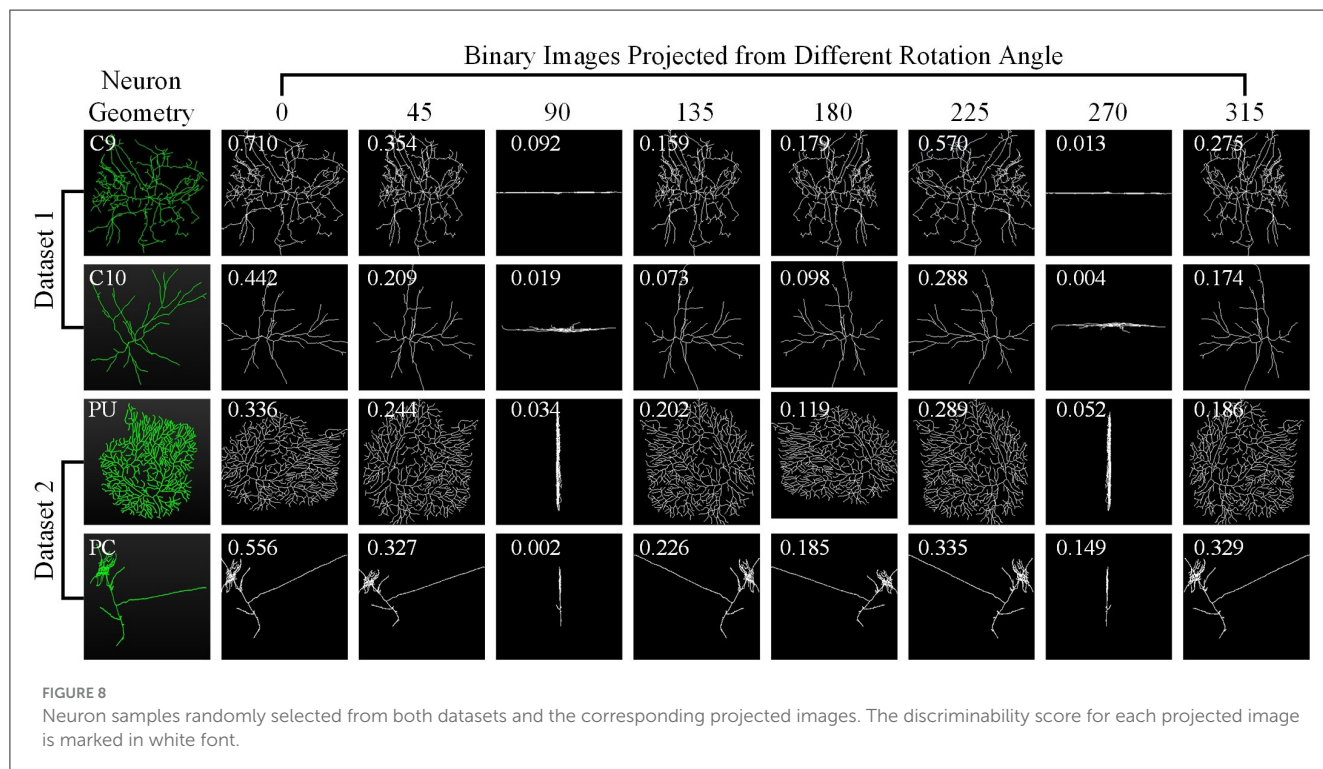 Binary Images Projected from Different Rotation Angle
Neuron
Geometry
0 45 90 135 180 225 270 315
Dataset 1
C9 0.710 0.354 0.092 0.159 0.179 0.570 0.013 0.275
C10 0.442 0.209 0.019 0.073 0.098 0.288 0.004 0.174
Dataset 2
PU 0.336 0.244 0.034 0.202 0.119 0.289 0.052 0.186
PC 0.556 0.327 0.002 0.226 0.185 0.335 0.149 0.329
FIGURE 8
Neuron samples randomly selected from both datasets and the corresponding projected images. The discriminability score for each projected image
is marked in white font.